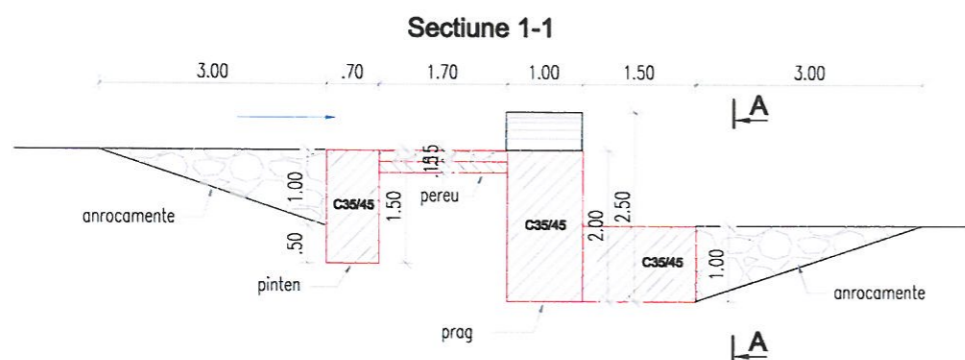 Sectiune 1-1
3.00 .70 1.70 1.00 1.50 3.00
A
1.00
C35/45
1.50
.15
pereu
anrocamente
.50
pinten
C35/45
2.00
2.50
C35/45
1.00
anrocamente
prag
A